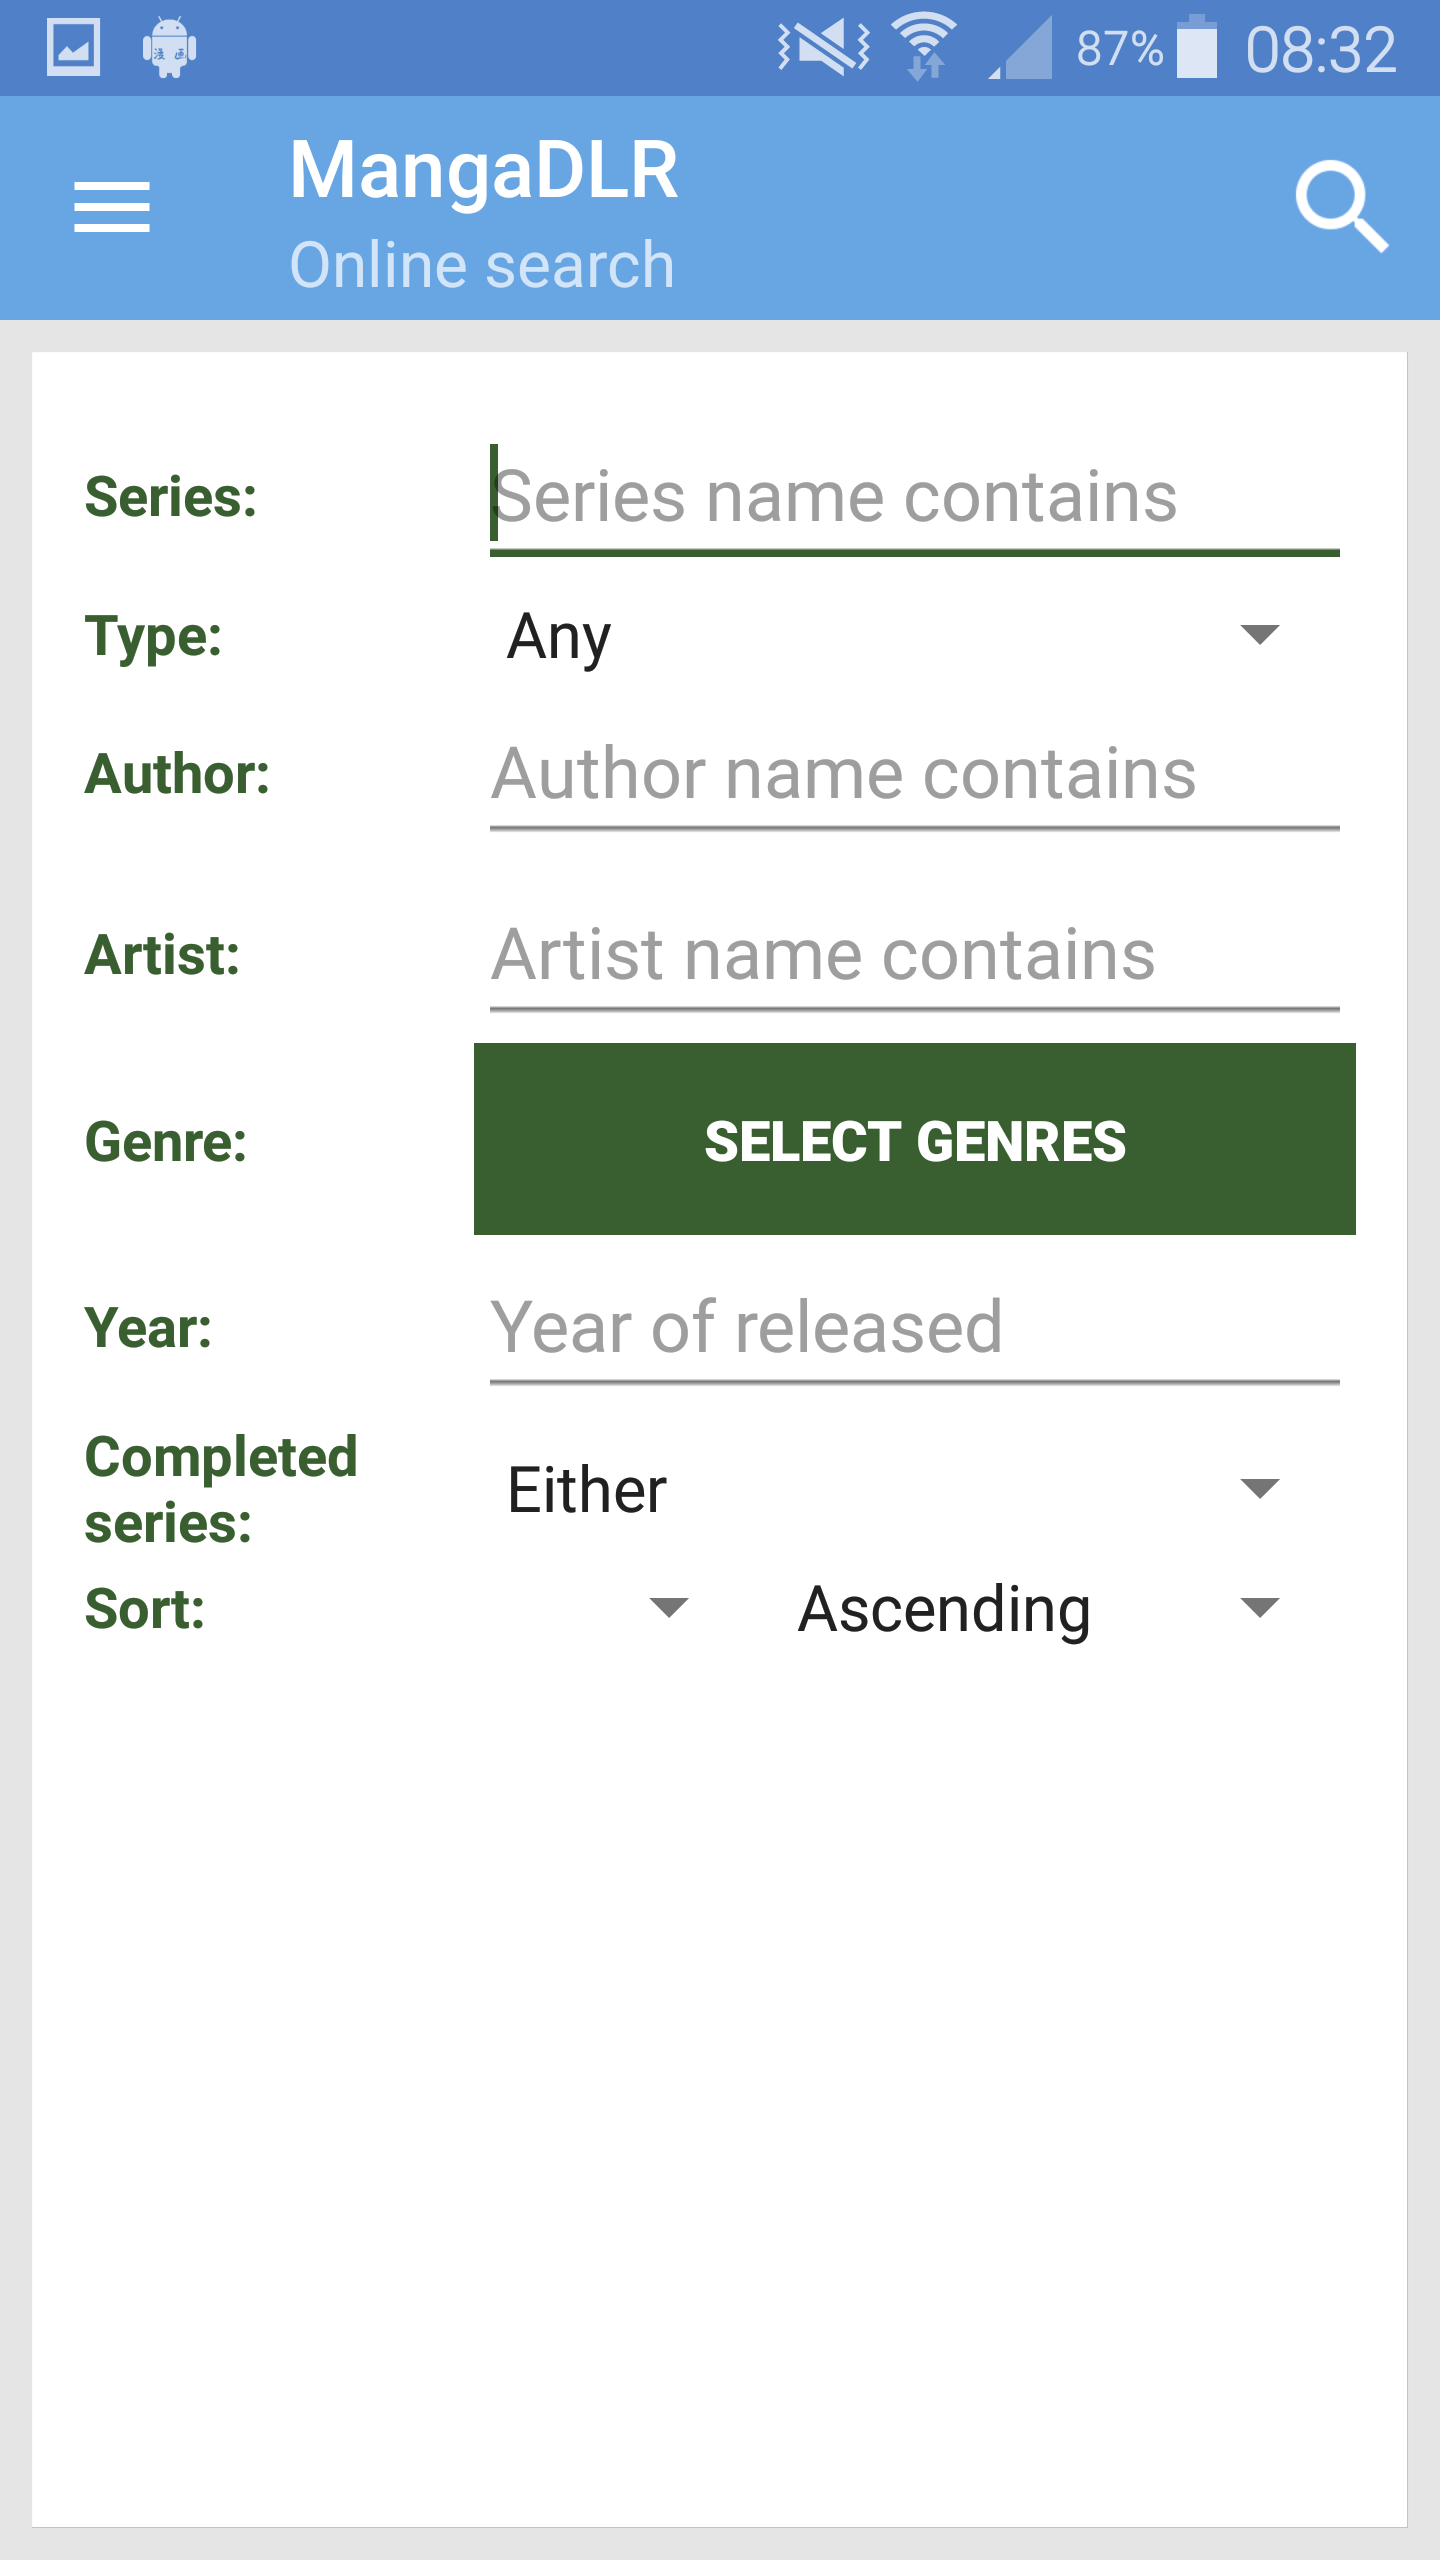 87% 08:32
MangaDLR
Online search
Series: Series name contains
Type: Any
Author: Author name contains
Artist: Artist name contains
Genre: SELECT GENRES
Year: Year of released
Completed
series: Either
Sort: Ascending